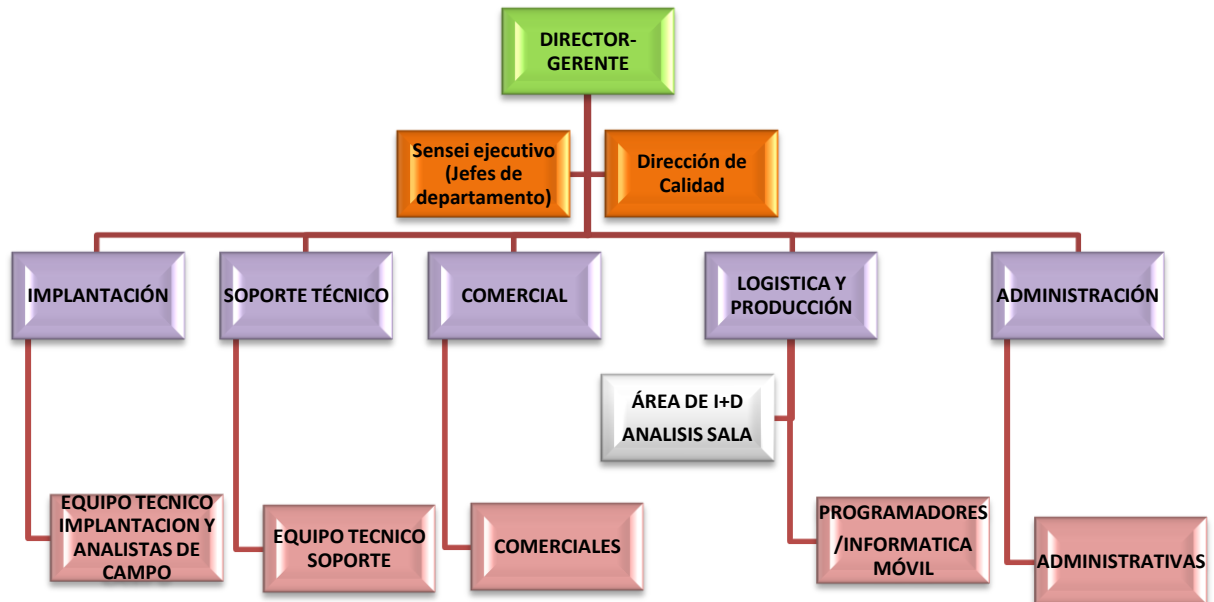 DIRECTOR-
GERENTE
Sensei ejecutivo
(Jefes de
departamento)
Dirección de
Calidad
IMPLANTACIÓN
SOPORTE TÉCNICO
COMERCIAL
LOGISTICA Y
PRODUCCIÓN
ADMINISTRACIÓN
ÁREA DE I+D
ANALISIS SALA
EQUIPO TECNICO
IMPLANTACION Y
ANALISTAS DE
CAMPO
EQUIPO TECNICO
SOPORTE
COMERCIALES
PROGRAMADORES
/INFORMATICA
MÓVIL
ADMINISTRATIVAS